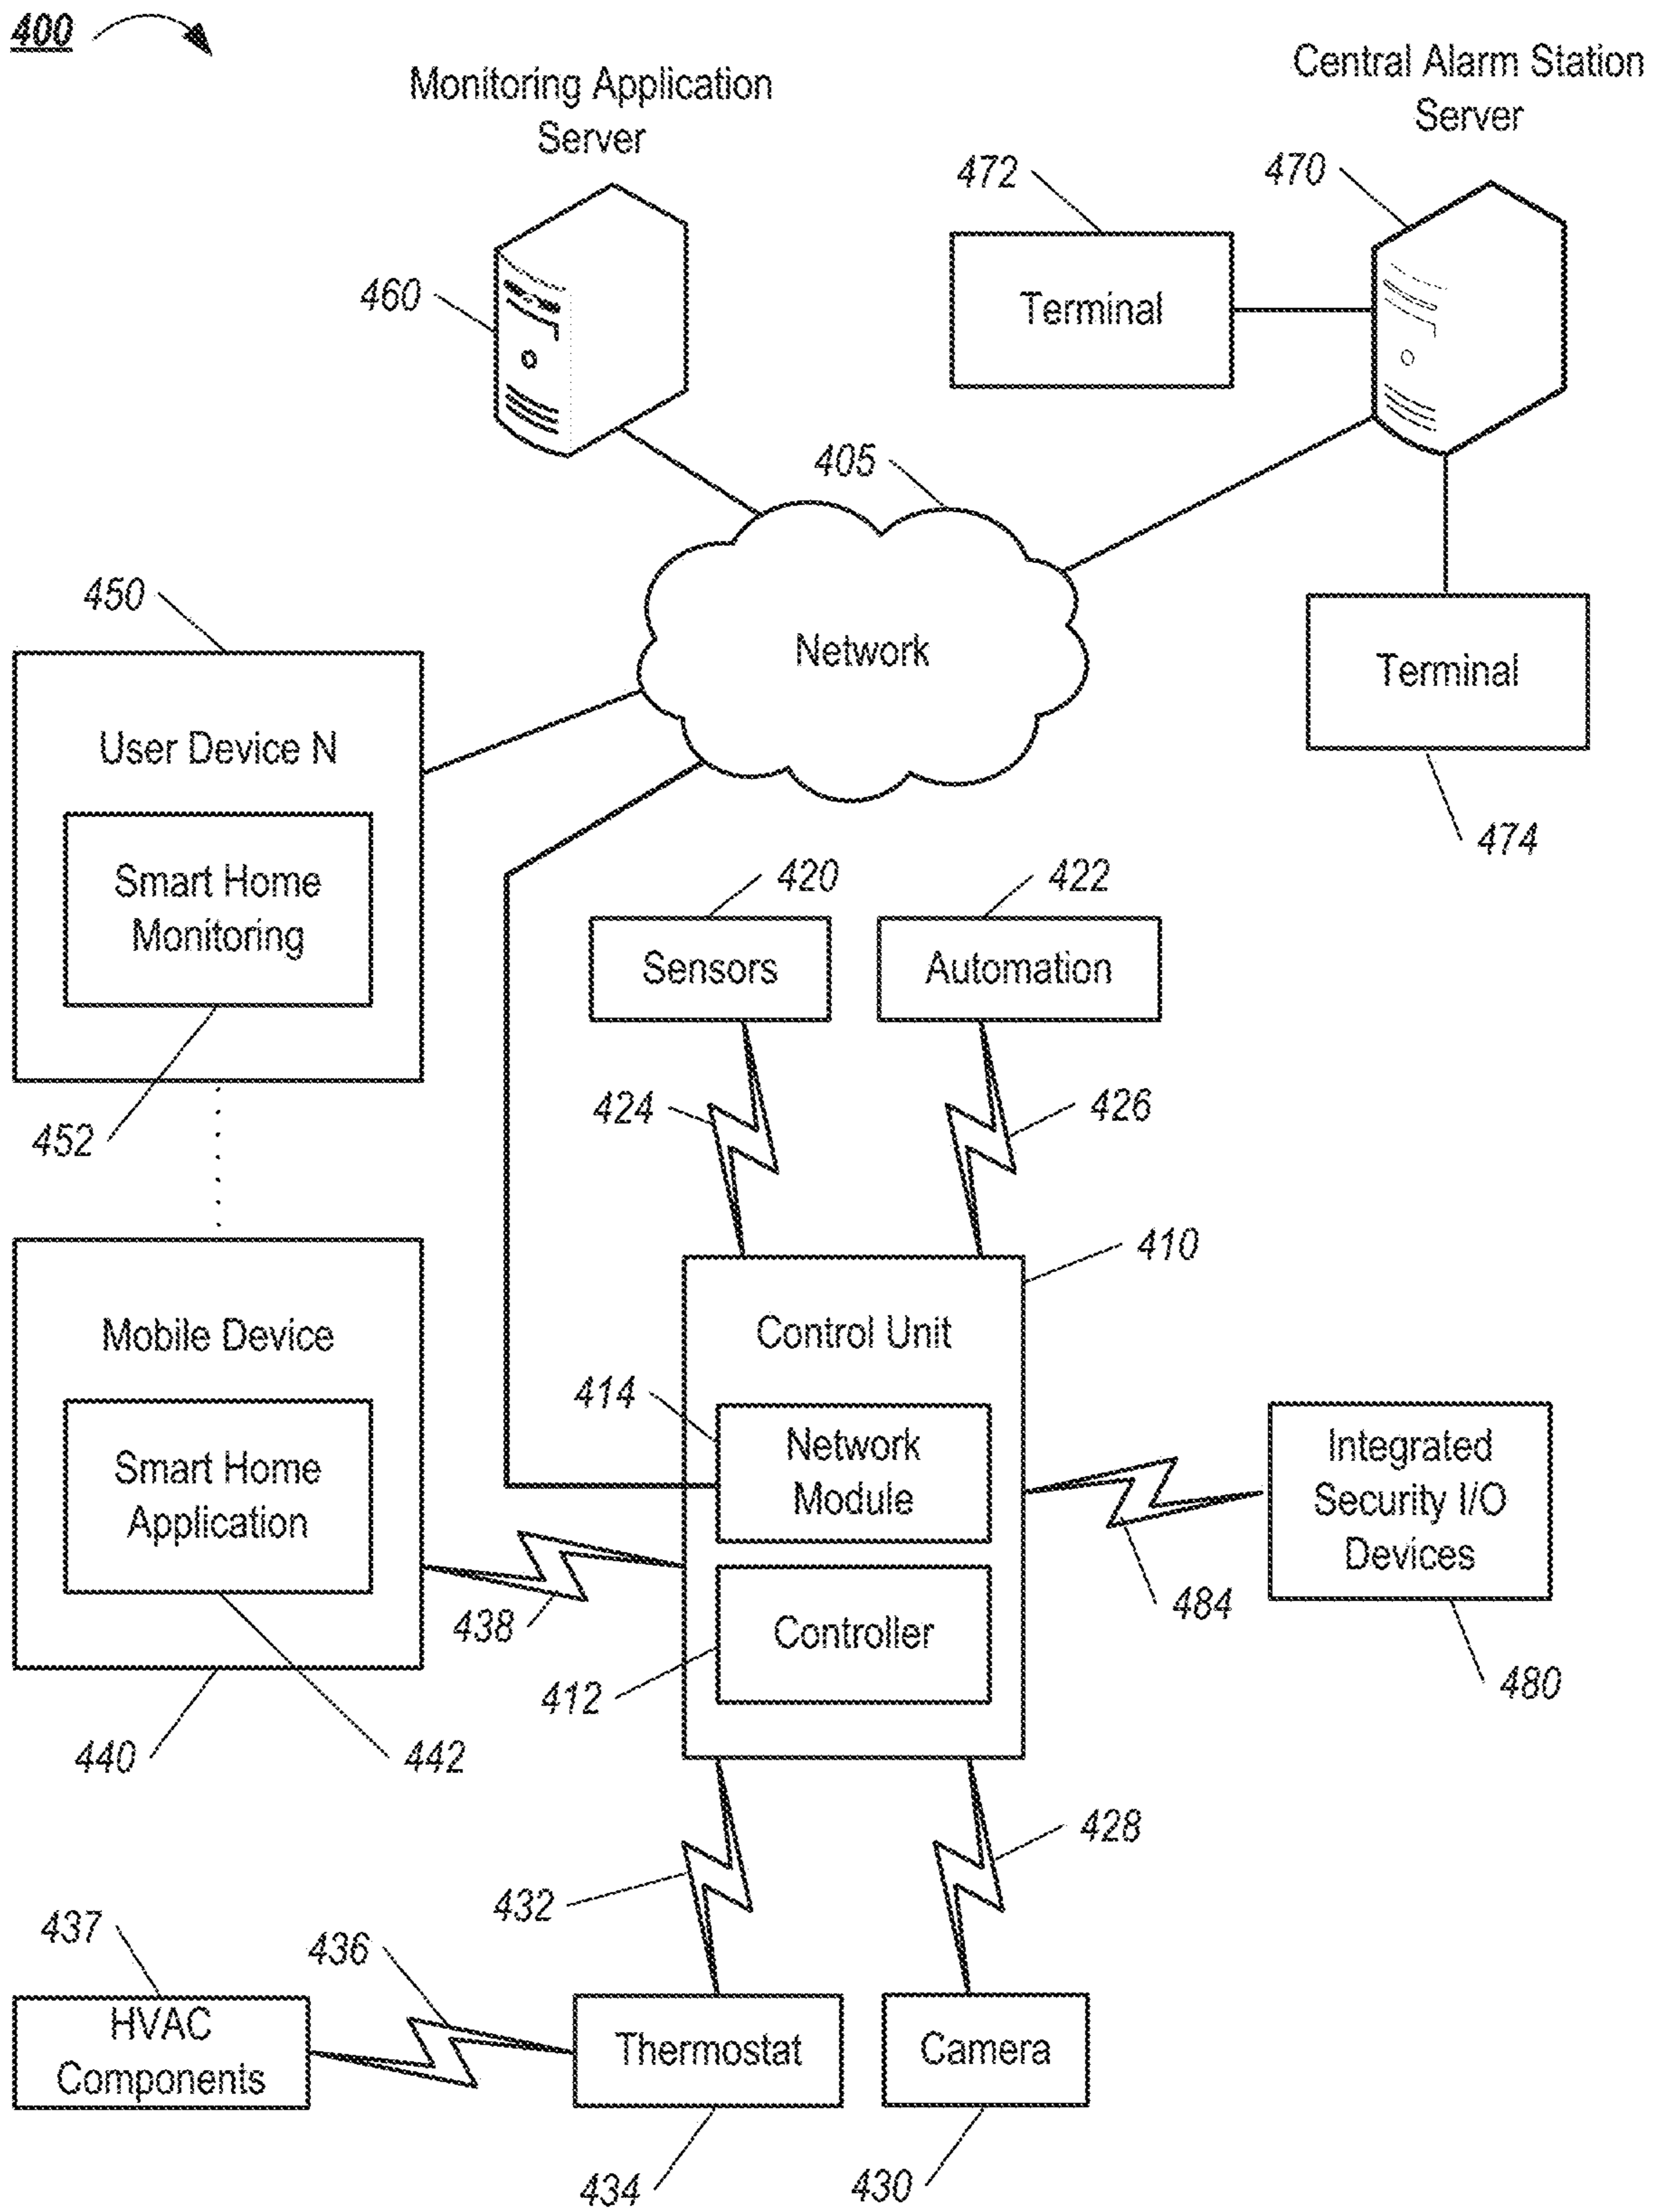 400
Monitoring Application
Server
Central Alarm Station
Server
472
470
460
Terminal
405
450
Network
Terminal
User Device N
474
Smart Home
Monitoring
420
422
Sensors
Automation
452
424
426
410
Mobile Device
Control Unit
414
Network
Module
Integrated
Security I/O
Devices
Smart Home
Application
438
484
Controller
412
480
440
442
428
432
437
436
HVAC
Components
Thermostat
Camera
434
430